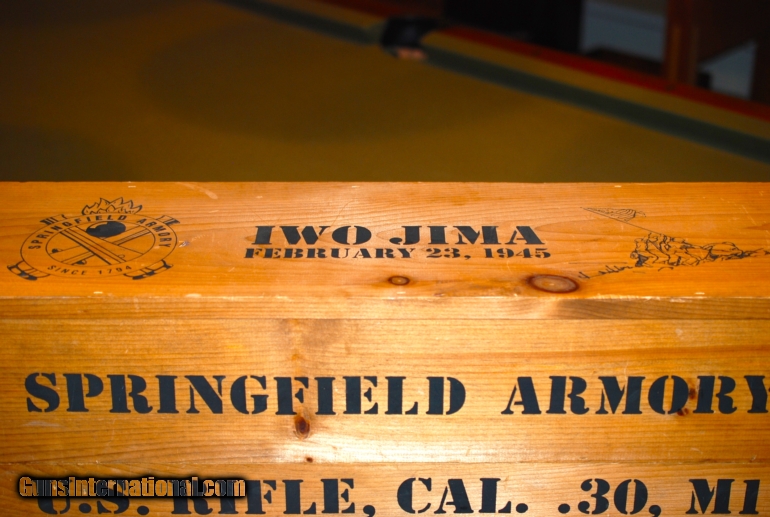 SPRINGFIELD ARMORY
SINCE 1794
IWO JIMA
FEBRUARY 23, 1945
SPRINGFIELD ARMORY
U.S. RIFLE, CAL. .30, M1
GunsInternational.com